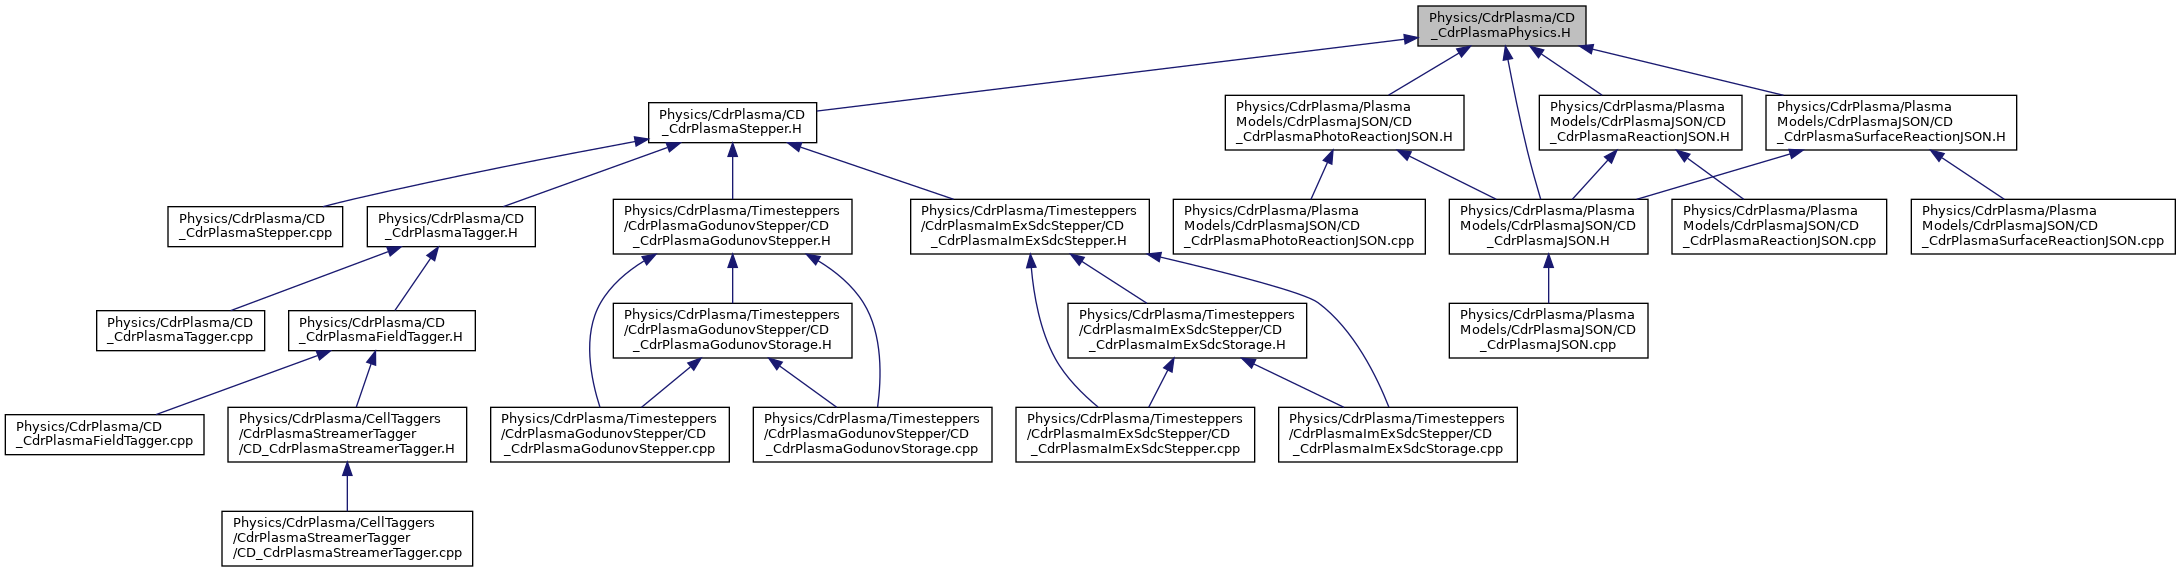 Physics/CdrPlasma/CD
_CdrPlasmaPhysics.H
Physics/CdrPlasma/CD
_CdrPlasmaStepper.H
Physics/CdrPlasma/Plasma
Models/CdrPlasmaJSON/CD
_CdrPlasmaPhotoReactionJSON.H
Physics/CdrPlasma/Plasma
Models/CdrPlasmaJSON/CD
_CdrPlasmaReactionJSON.H
Physics/CdrPlasma/Plasma
Models/CdrPlasmaJSON/CD
_CdrPlasmaSurfaceReactionJSON.H
Physics/CdrPlasma/CD
_CdrPlasmaStepper.cpp
Physics/CdrPlasma/CD
_CdrPlasmaTagger.H
Physics/CdrPlasma/Timesteppers
/CdrPlasmaGodunovStepper/CD
_CdrPlasmaGodunovStepper.H
Physics/CdrPlasma/Timesteppers
/CdrPlasmaImExSdcStepper/CD
_CdrPlasmaImExSdcStepper.H
Physics/CdrPlasma/Plasma
Models/CdrPlasmaJSON/CD
_CdrPlasmaPhotoReactionJSON.cpp
Physics/CdrPlasma/Plasma
Models/CdrPlasmaJSON/CD
_CdrPlasmaJSON.H
Physics/CdrPlasma/Plasma
Models/CdrPlasmaJSON/CD
_CdrPlasmaReactionJSON.cpp
Physics/CdrPlasma/Plasma
Models/CdrPlasmaJSON/CD
_CdrPlasmaSurfaceReactionJSON.cpp
Physics/CdrPlasma/CD
_CdrPlasmaTagger.cpp
Physics/CdrPlasma/CD
_CdrPlasmaFieldTagger.H
Physics/CdrPlasma/Timesteppers
/CdrPlasmaGodunovStepper/CD
_CdrPlasmaGodunovStorage.H
Physics/CdrPlasma/Timesteppers
/CdrPlasmaImExSdcStepper/CD
_CdrPlasmaImExSdcStorage.H
Physics/CdrPlasma/Plasma
Models/CdrPlasmaJSON/CD
_CdrPlasmaJSON.cpp
Physics/CdrPlasma/CD
_CdrPlasmaFieldTagger.cpp
Physics/CdrPlasma/CellTaggers
/CdrPlasmaStreamerTagger
/CD_CdrPlasmaStreamerTagger.H
Physics/CdrPlasma/Timesteppers
/CdrPlasmaGodunovStepper/CD
_CdrPlasmaGodunovStepper.cpp
Physics/CdrPlasma/Timesteppers
/CdrPlasmaGodunovStepper/CD
_CdrPlasmaGodunovStorage.cpp
Physics/CdrPlasma/Timesteppers
/CdrPlasmaImExSdcStepper/CD
_CdrPlasmaImExSdcStepper.cpp
Physics/CdrPlasma/Timesteppers
/CdrPlasmaImExSdcStepper/CD
_CdrPlasmaImExSdcStorage.cpp
Physics/CdrPlasma/CellTaggers
/CdrPlasmaStreamerTagger
/CD_CdrPlasmaStreamerTagger.cpp